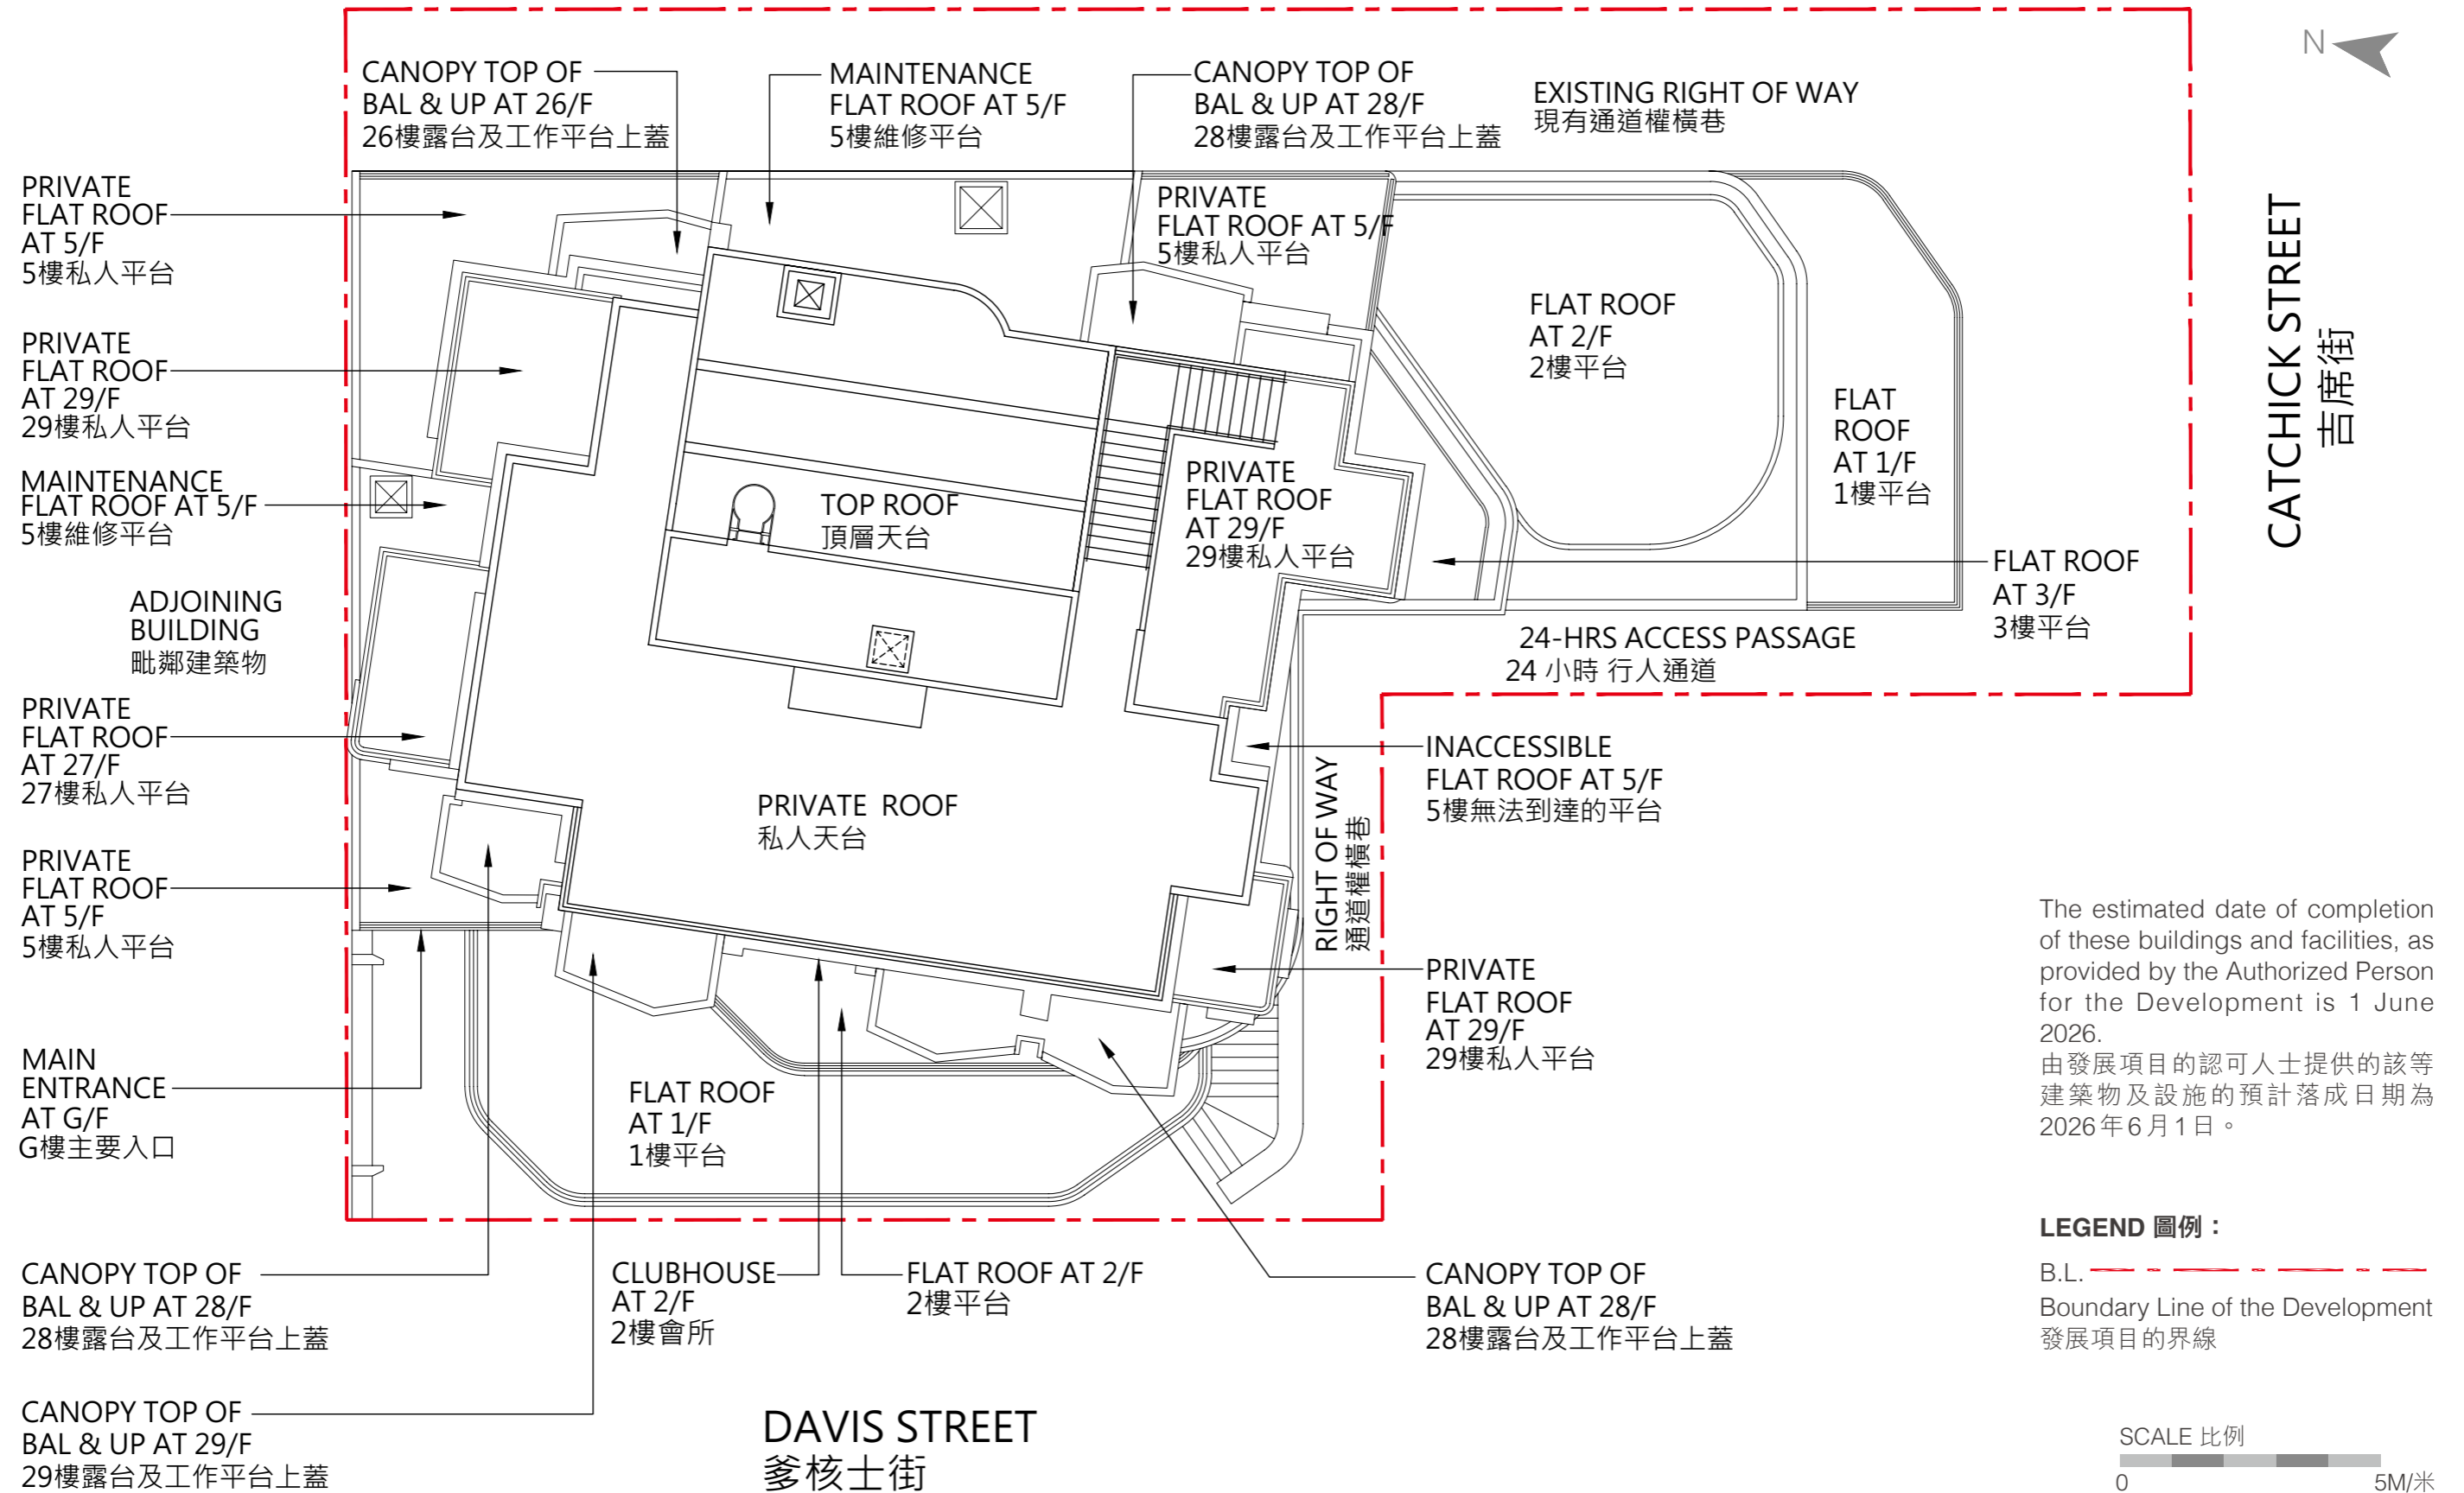 N
CANOPY TOP OF
BAL & UP AT 26/F
26樓露台及工作平台上蓋
MAINTENANCE
FLAT ROOF AT 5/F
5樓維修平台
CANOPY TOP OF
BAL & UP AT 28/F
28樓露台及工作平台上蓋
EXISTING RIGHT OF WAY
現有通道權橫巷
PRIVATE
FLAT ROOF
AT 5/F
5樓私人平台
PRIVATE
FLAT ROOF AT 5/F
5樓私人平台
CATCHICK STREET
吉席街
PRIVATE
FLAT ROOF
AT 29/F
29樓私人平台
FLAT ROOF
AT 2/F
2樓平台
FLAT
ROOF
AT 1/F
1樓平台
MAINTENANCE
FLAT ROOF AT 5/F
5樓維修平台
TOP ROOF
頂層天台
PRIVATE
FLAT ROOF
AT 29/F
29樓私人平台
FLAT ROOF
AT 3/F
3樓平台
ADJOINING
BUILDING
毗鄰建築物
24-HRS ACCESS PASSAGE
24 小時 行人通道
PRIVATE
FLAT ROOF
AT 27/F
27樓私人平台
PRIVATE ROOF
私人天台
RIGHT OF WAY
通道權橫巷
INACCESSIBLE
FLAT ROOF AT 5/F
5樓無法到達的平台
PRIVATE
FLAT ROOF
AT 5/F
5樓私人平台
PRIVATE
FLAT ROOF
AT 29/F
29樓私人平台
The estimated date of completion
of these buildings and facilities, as
provided by the Authorized Person
for the Development is 1 June
2026.
由發展項目的認可人士提供的該等
建築物及設施的預計落成日期為
2026年6月1日。
MAIN
ENTRANCE
AT G/F
G樓主要入口
FLAT ROOF
AT 1/F
1樓平台
LEGEND 圖例：
B.L.
Boundary Line of the Development
發展項目的界線
CANOPY TOP OF
BAL & UP AT 28/F
28樓露台及工作平台上蓋
CLUBHOUSE
AT 2/F
2樓會所
FLAT ROOF AT 2/F
2樓平台
CANOPY TOP OF
BAL & UP AT 28/F
28樓露台及工作平台上蓋
CANOPY TOP OF
BAL & UP AT 29/F
29樓露台及工作平台上蓋
DAVIS STREET
爹核士街
SCALE 比例
0 5M/米